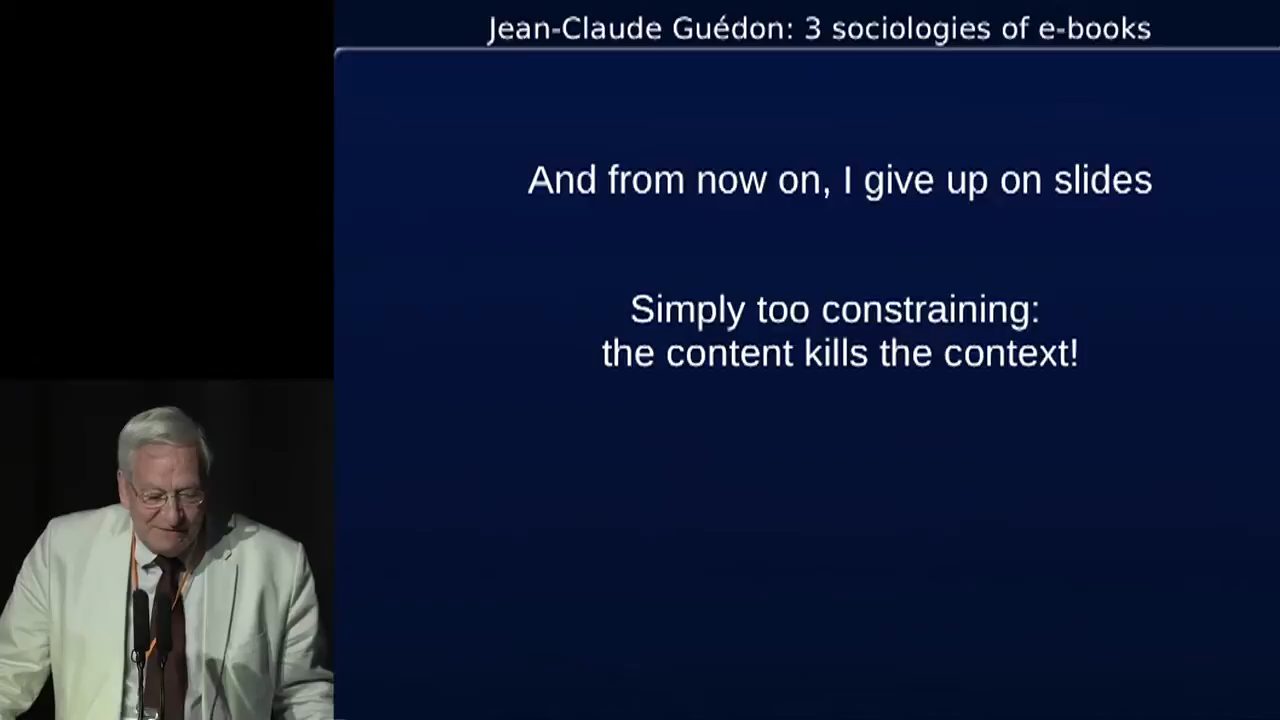 Jean-Claude Guédon: 3 sociologies of e-books
And from now on, I give up on slides
Simply too constraining:
the content kills the context!